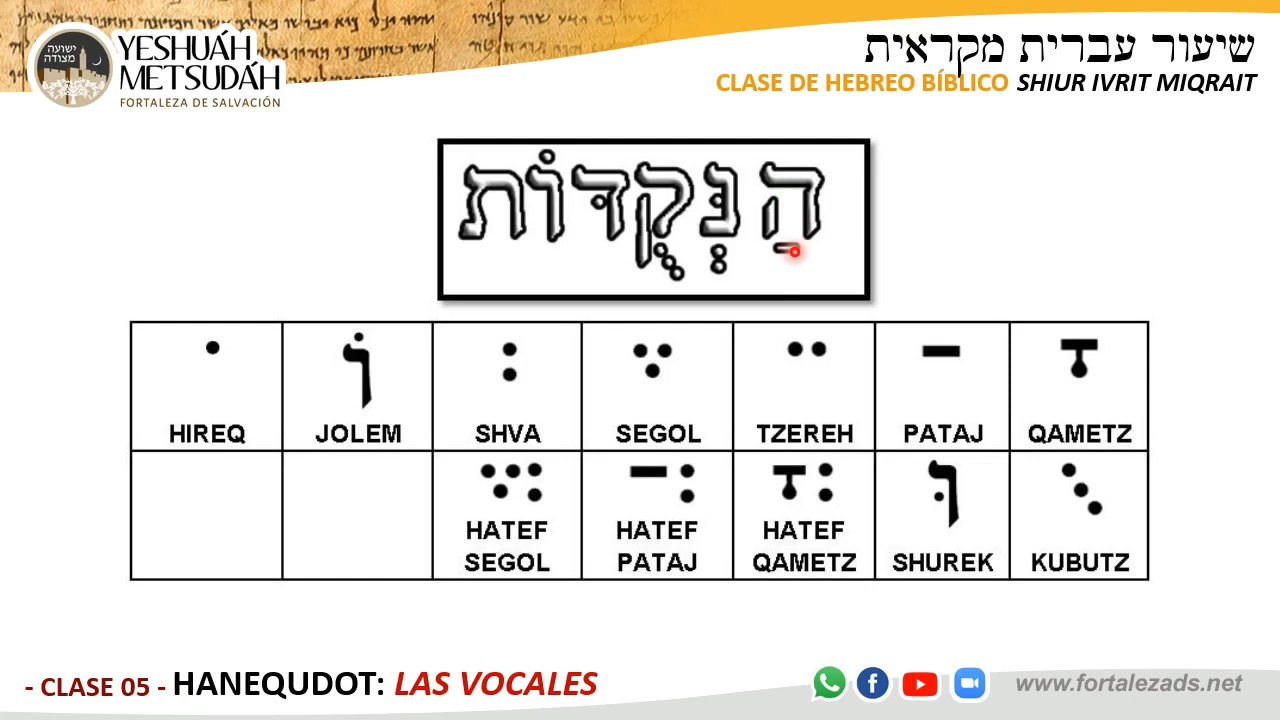 ישועה
מצודה
YESHUÁH
METSUDÁH
FORTALEZA DE SALVACIÓN
שיעור עברית מקראית
CLASE DE HEBREO BÍBLICO SHIUR IVRIT MIQRAIT
הַנְּקֻדּוֹת
HIREQ JOLEM SHVA SEGOL TZEREH PATAJ QAMETZ
HATEF SEGOL HATEF PATAJ HATEF QAMETZ SHUREK KUBUTZ
- CLASE 05 - HANEQUDOT: LAS VOCALES
www.fortalezads.net